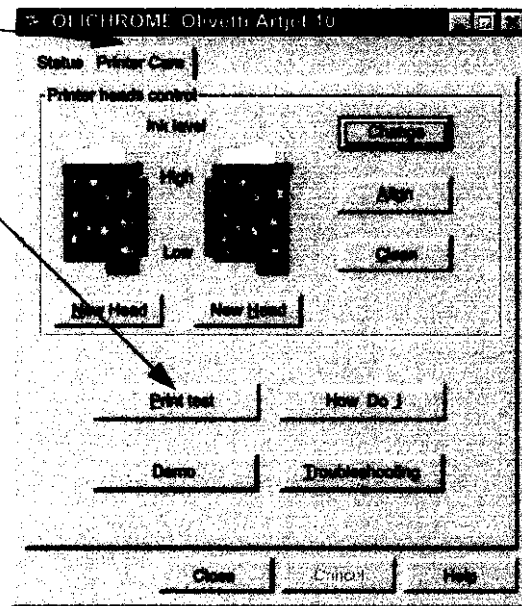 OLICHROME Olivetti Artjet 10
Status Printer Care
Printer heads control
Ink level
Change
High
Align
Low
Clean
New Head New Head
Print test How Do I
Demo Troubleshooting
Close Cancel Help